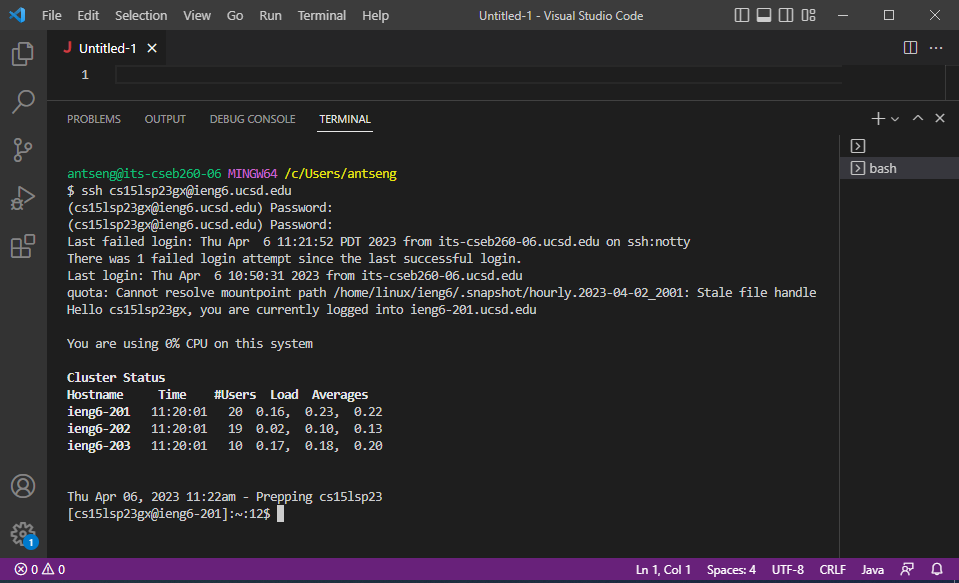 File Edit Selection View Go Run Terminal Help Untitled-1 - Visual Studio Code
J Untitled-1
1
PROBLEMS OUTPUT DEBUG CONSOLE TERMINAL
bash
antseng@its-cseb260-06 MINGW64 /c/Users/antseng
$ ssh cs15lsp23gx@ieng6.ucsd.edu
(cs15lsp23gx@ieng6.ucsd.edu) Password:
(cs15lsp23gx@ieng6.ucsd.edu) Password:
Last failed login: Thu Apr  6 11:21:52 PDT 2023 from its-cseb260-06.ucsd.edu on ssh:notty
There was 1 failed login attempt since the last successful login.
Last login: Thu Apr  6 10:50:31 2023 from its-cseb260-06.ucsd.edu
quota: Cannot resolve mountpoint path /home/linux/ieng6/.snapshot/hourly.2023-04-02_2001: Stale file handle
Hello cs15lsp23gx, you are currently logged into ieng6-201.ucsd.edu
You are using 0% CPU on this system
Cluster Status
Hostname     Time    #Users  Load  Averages
ieng6-201   11:20:01   20  0.16,  0.23,  0.22
ieng6-202   11:20:01   19  0.02,  0.10,  0.13
ieng6-203   11:20:01   10  0.17,  0.18,  0.20
Thu Apr 06, 2023 11:22am - Prepping cs15lsp23
[cs15lsp23gx@ieng6-201]:~:12$
1
0 0 Ln 1, Col 1 Spaces: 4 UTF-8 CRLF Java